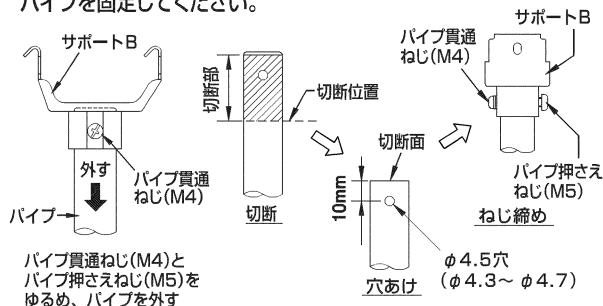 パイプを固定してください。
サポートB
外す
パイプ貫通
ねじ(M4)
パイプ
パイプ貫通ねじ(M4)と
パイプ押さえねじ(M5)を
ゆるめ、パイプを外す
切断部
切断位置
切断
切断面
10mm
穴あけ
φ4.5穴
(φ4.3~φ4.7)
パイプ貫通
ねじ(M4)
サポートB
パイプ押さえ
ねじ(M5)
ねじ締め